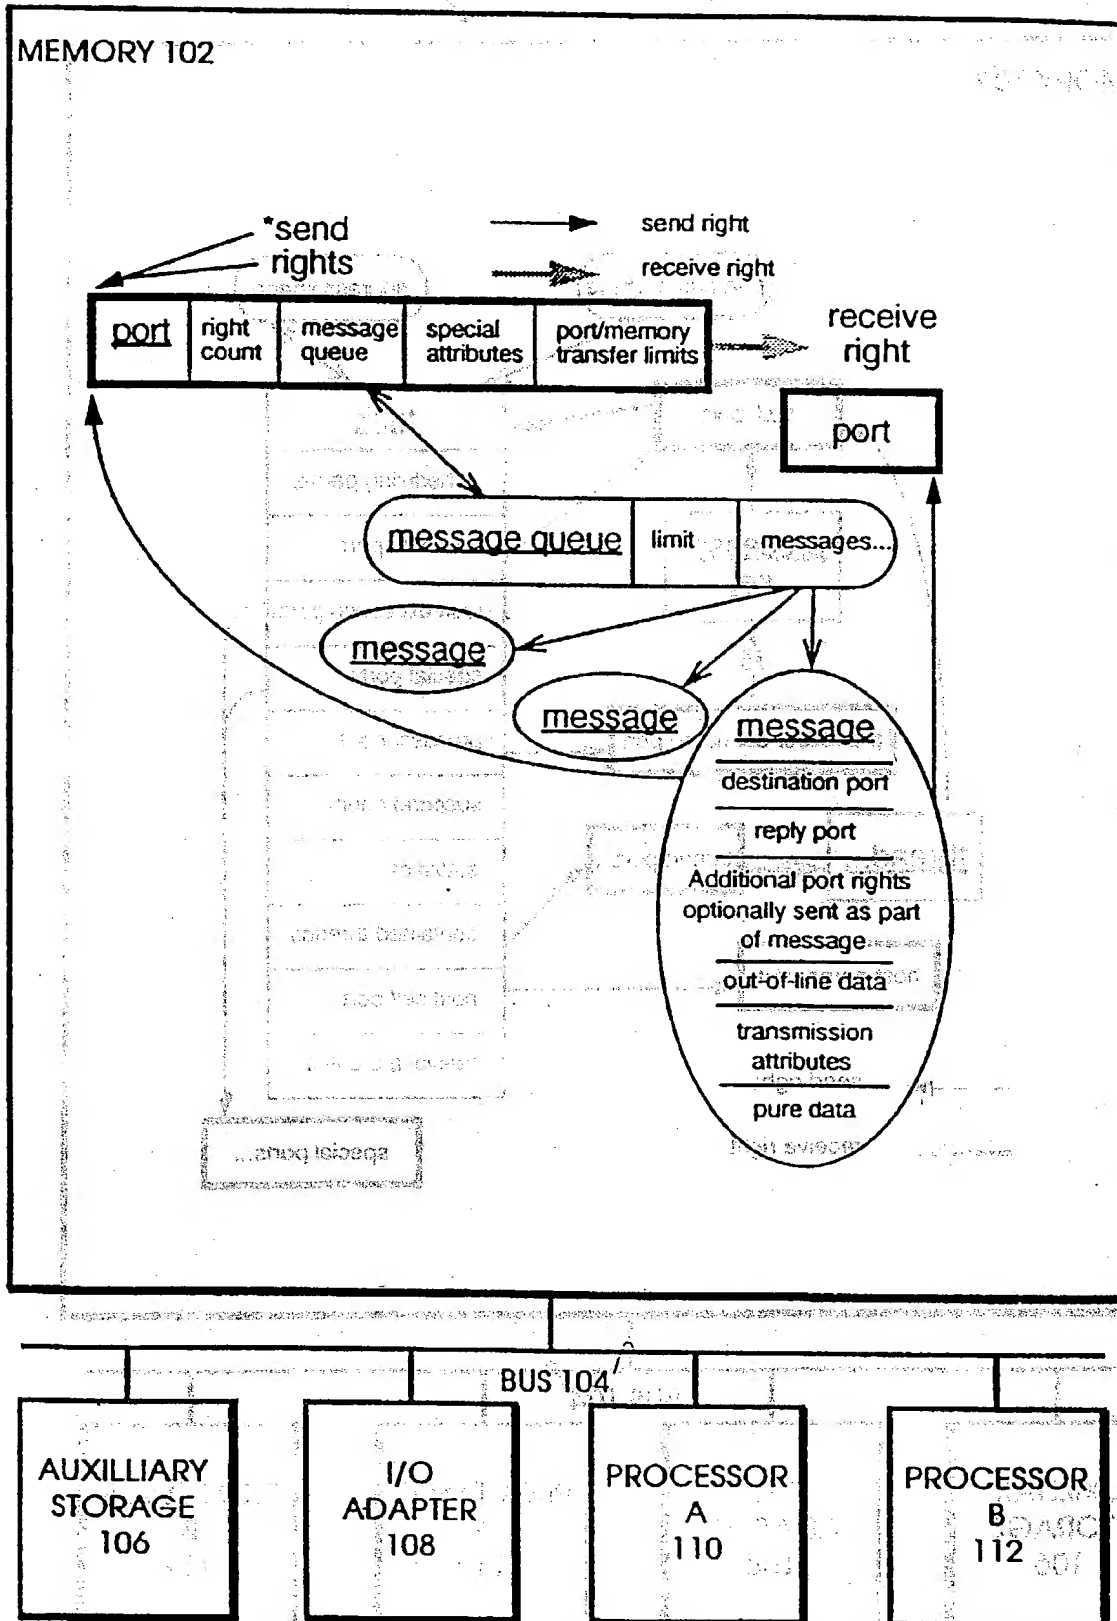 MEMORY 102
*send
rights
send right
receive right
port
right
count
message
queue
special
attributes
port/memory
transfer limits
receive
right
port
message queue
limit
messages...
message
message
message
destination port
reply port
Additional port rights
optionally sent as part
of message
out-of-line data
transmission
attributes
pure data
special ports...
BUS 104
AUXILLIARY
STORAGE
106
I/O
ADAPTER
108
PROCESSOR
A
110
PROCESSOR
B
112